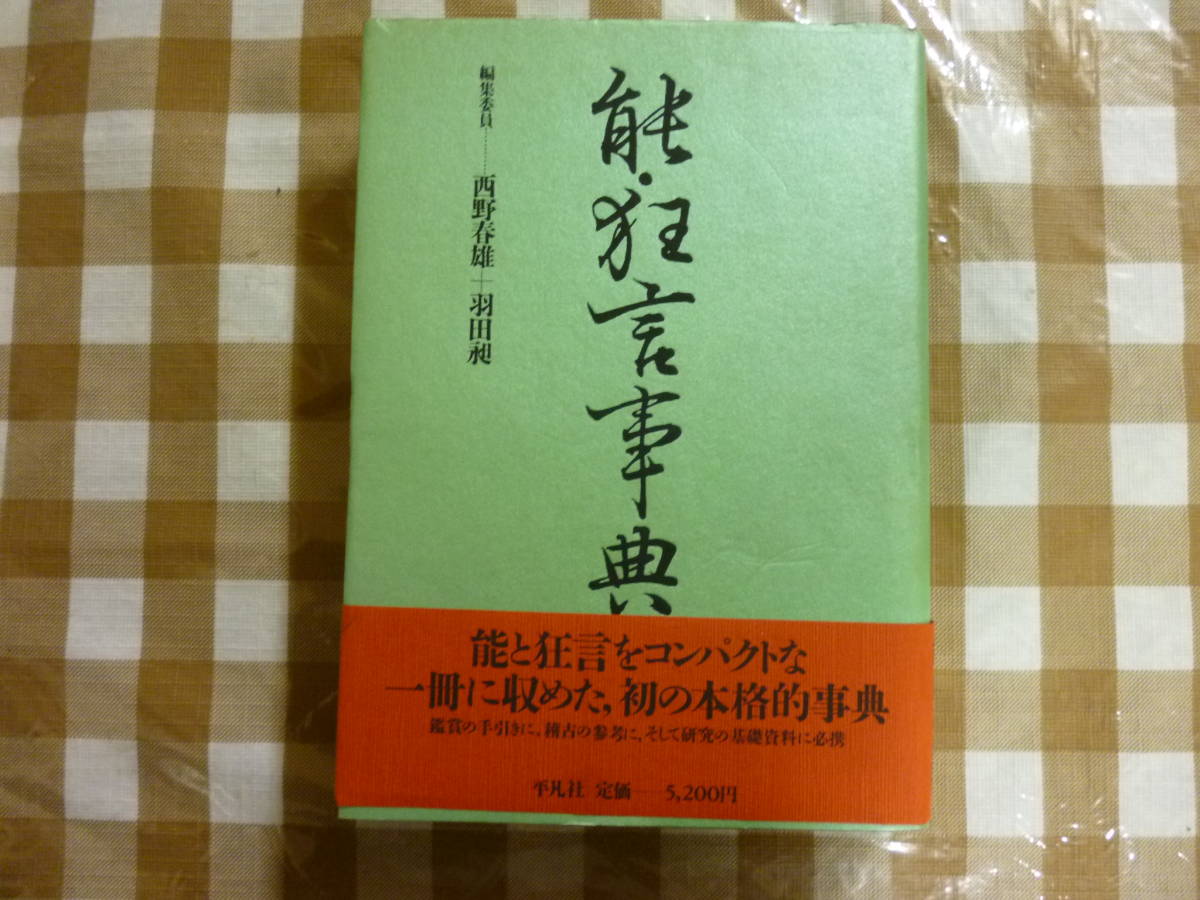 能・狂言事典
編集委員………西野春雄＋羽田昶
能と狂言をコンパクトな
一冊に収めた，初の本格的事典
鑑賞の手引きに，稽古の参考に，そして研究の基礎資料に必携
平凡社 定価――5,200円